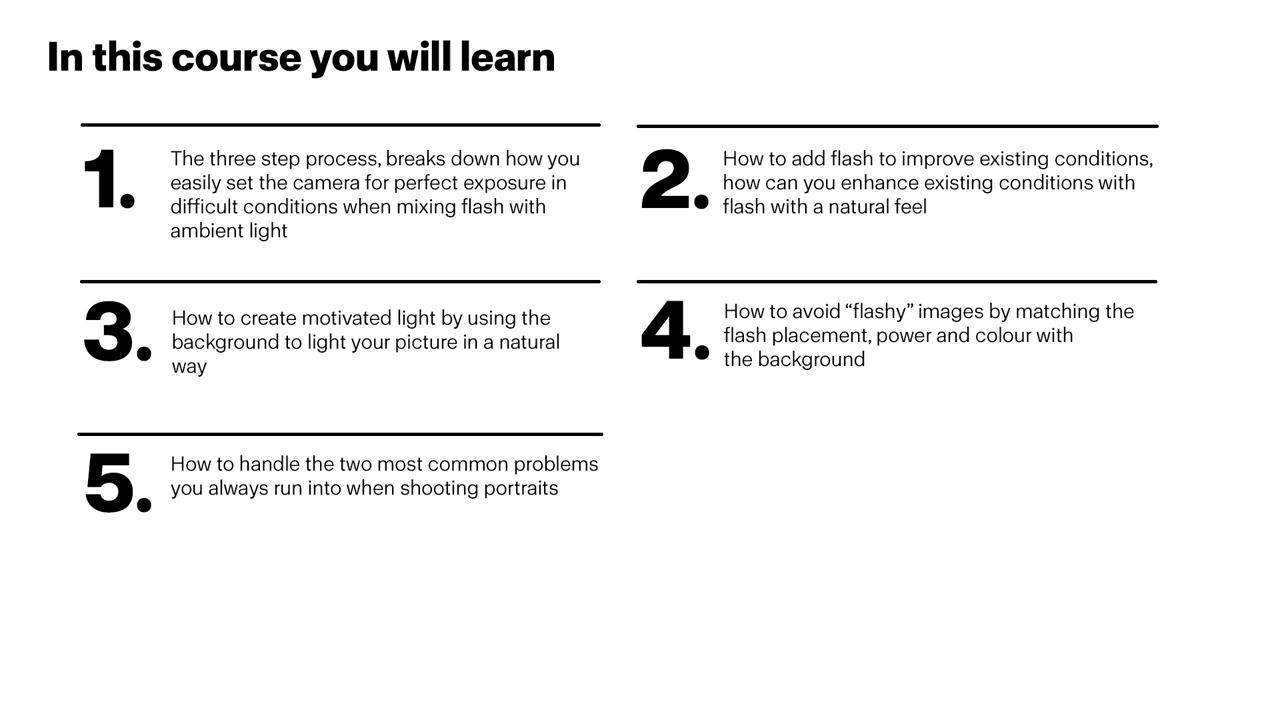 In this course you will learn
1.
The three step process, breaks down how you
easily set the camera for perfect exposure in
difficult conditions when mixing flash with
ambient light
2.
How to add flash to improve existing conditions,
how can you enhance existing conditions with
flash with a natural feel
3.
How to create motivated light by using the
background to light your picture in a natural
way
4.
How to avoid “flashy” images by matching the
flash placement, power and colour with
the background
5.
How to handle the two most common problems
you always run into when shooting portraits